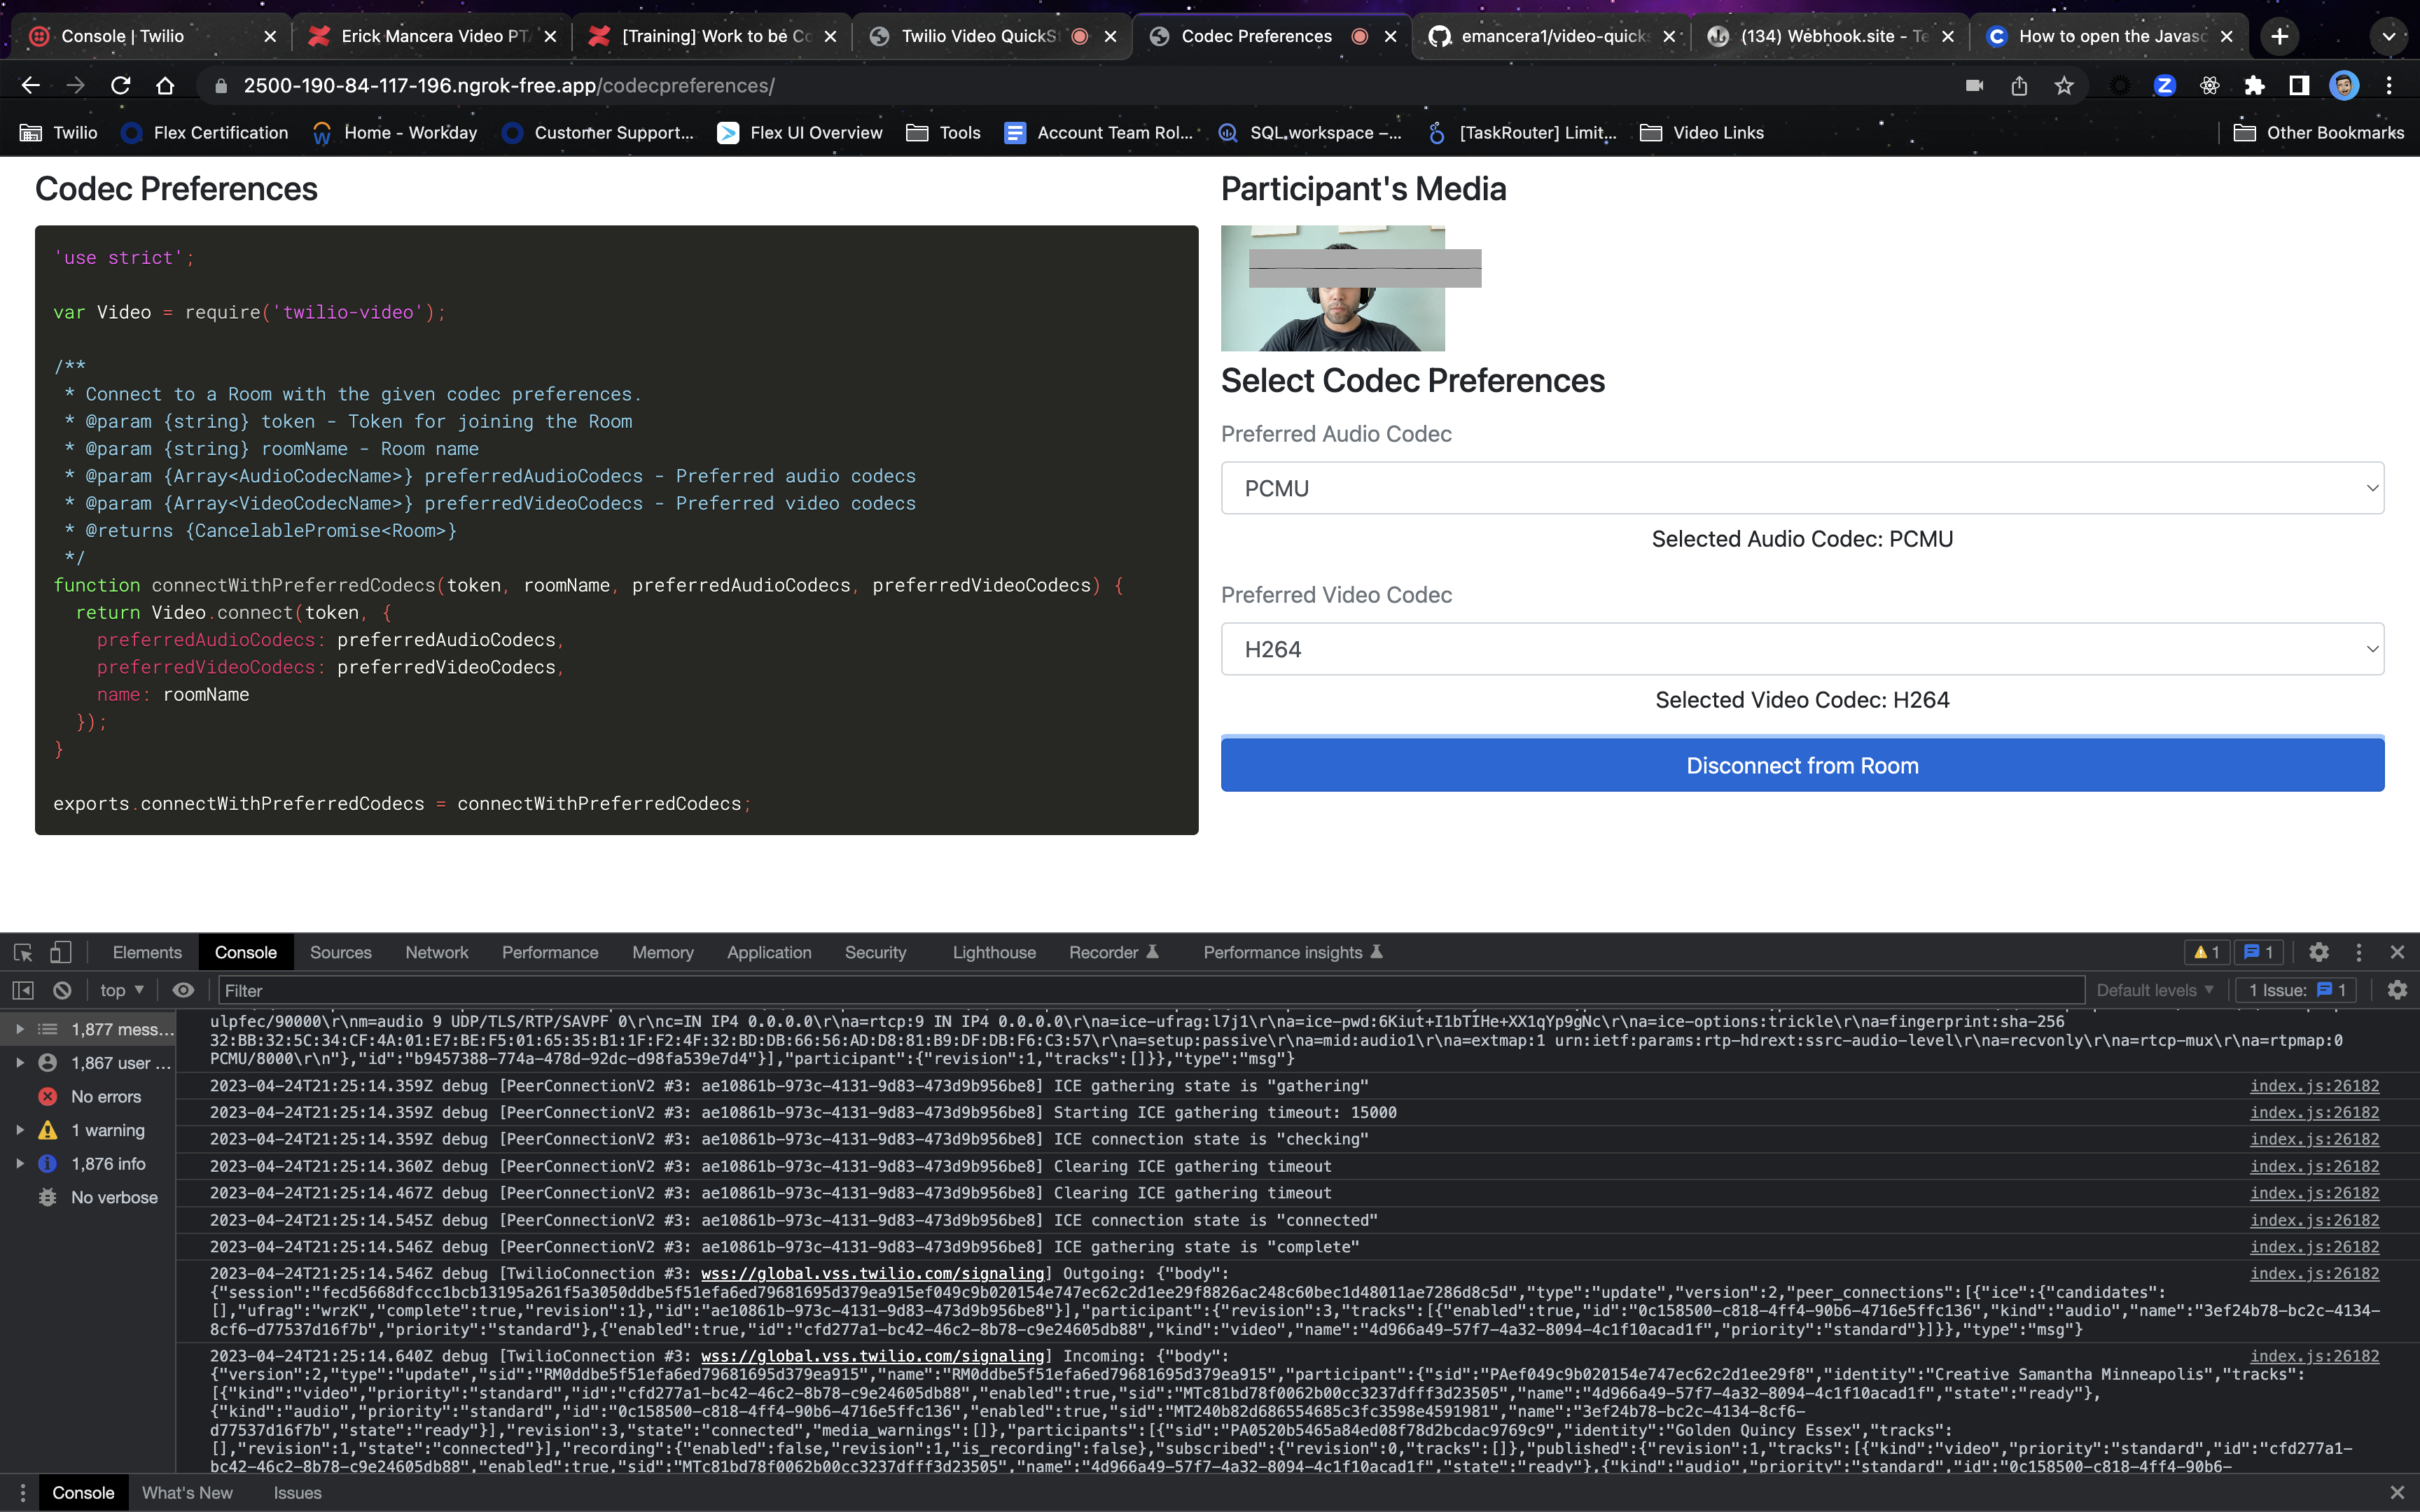 Console | Twilio
Erick Mancera Video PT
[Training] Work to be Co
Twilio Video QuickS
Codec Preferences
emancera1/video-quicks
(134) Webhook.site - Te
How to open the Javasc
2500-190-84-117-196.ngrok-free.app/codecpreferences/
Twilio
Flex Certification
Home - Workday
Customer Support...
Flex UI Overview
Tools
Account Team Rol...
SQL workspace –...
[TaskRouter] Limit...
Video Links
Other Bookmarks
Codec Preferences
'use strict';
var Video = require('twilio-video');
/**
* Connect to a Room with the given codec preferences.
* @param {string} token - Token for joining the Room
* @param {string} roomName - Room name
* @param {Array<AudioCodecName>} preferredAudioCodecs - Preferred audio codecs
* @param {Array<VideoCodecName>} preferredVideoCodecs - Preferred video codecs
* @returns {CancelablePromise<Room>}
*/
function connectWithPreferredCodecs(token, roomName, preferredAudioCodecs, preferredVideoCodecs) {
return Video.connect(token, {
preferredAudioCodecs: preferredAudioCodecs,
preferredVideoCodecs: preferredVideoCodecs,
name: roomName
});
}
exports.connectWithPreferredCodecs = connectWithPreferredCodecs;
Participant's Media
Select Codec Preferences
Preferred Audio Codec
PCMU
Selected Audio Codec: PCMU
Preferred Video Codec
H264
Selected Video Codec: H264
Disconnect from Room
Elements Console Sources Network Performance Memory Application Security Lighthouse Recorder Performance insights 1 1
top Filter Default levels 1 Issue: 1
1,877 mess...
1,867 user ...
No errors
1 warning
1,876 info
No verbose
ulpfec/90000\r\nm=audio 9 UDP/TLS/RTP/SAVPF 0\r\nc=IN IP4 0.0.0.0\r\na=rtcp:9 IN IP4 0.0.0.0\r\na=ice-ufrag:l7j1\r\na=ice-pwd:6Kiut+I1bTIHe+XX1qYp9gNc\r\na=ice-options:trickle\r\na=fingerprint:sha-256
32:BB:32:5C:34:CF:4A:01:E7:BE:F5:01:65:35:B1:1F:F2:4F:32:BD:DB:66:56:AD:D8:81:B9:DF:DB:F6:C3:57\r\na=setup:passive\r\na=mid:audio1\r\na=extmap:1 urn:ietf:params:rtp-hdrext:ssrc-audio-level\r\na=recvonly\r\na=rtcp-mux\r\na=rtpmap:0
PCMU/8000\r\n"},"id":"b9457388-774a-478d-92dc-d98fa539e7d4"}],"participant":{"revision":1,"tracks":[]}},"type":"msg"}
2023-04-24T21:25:14.359Z debug [PeerConnectionV2 #3: ae10861b-973c-4131-9d83-473d9b956be8] ICE gathering state is "gathering" index.js:26182
2023-04-24T21:25:14.359Z debug [PeerConnectionV2 #3: ae10861b-973c-4131-9d83-473d9b956be8] Starting ICE gathering timeout: 15000 index.js:26182
2023-04-24T21:25:14.359Z debug [PeerConnectionV2 #3: ae10861b-973c-4131-9d83-473d9b956be8] ICE connection state is "checking" index.js:26182
2023-04-24T21:25:14.360Z debug [PeerConnectionV2 #3: ae10861b-973c-4131-9d83-473d9b956be8] Clearing ICE gathering timeout index.js:26182
2023-04-24T21:25:14.467Z debug [PeerConnectionV2 #3: ae10861b-973c-4131-9d83-473d9b956be8] Clearing ICE gathering timeout index.js:26182
2023-04-24T21:25:14.545Z debug [PeerConnectionV2 #3: ae10861b-973c-4131-9d83-473d9b956be8] ICE connection state is "connected" index.js:26182
2023-04-24T21:25:14.546Z debug [PeerConnectionV2 #3: ae10861b-973c-4131-9d83-473d9b956be8] ICE gathering state is "complete" index.js:26182
2023-04-24T21:25:14.546Z debug [TwilioConnection #3: wss://global.vss.twilio.com/signaling] Outgoing: {"body": index.js:26182
{"session":"fecd5668dfccc1bcb13195a261f5a3050ddbe5f51efa6ed79681695d379ea915ef049c9b020154e747ec62c2d1ee29f8826ac248c60bec1d48011ae7286d8c5d","type":"update","version":2,"peer_connections":[{"ice":{"candidates":
[],"ufrag":"wrzK","complete":true,"revision":1},"id":"ae10861b-973c-4131-9d83-473d9b956be8"}],"participant":{"revision":3,"tracks":[{"enabled":true,"id":"0c158500-c818-4ff4-90b6-4716e5ffc136","kind":"audio","name":"3ef24b78-bc2c-4134-
8cf6-d77537d16f7b","priority":"standard"},{"enabled":true,"id":"cfd277a1-bc42-46c2-8b78-c9e24605db88","kind":"video","name":"4d966a49-57f7-4a32-8094-4c1f10acad1f","priority":"standard"}]}},"type":"msg"}
2023-04-24T21:25:14.640Z debug [TwilioConnection #3: wss://global.vss.twilio.com/signaling] Incoming: {"body": index.js:26182
{"version":2,"type":"update","sid":"RM0ddbe5f51efa6ed79681695d379ea915","name":"RM0ddbe5f51efa6ed79681695d379ea915","participant":{"sid":"PAef049c9b020154e747ec62c2d1ee29f8","identity":"Creative Samantha Minneapolis","tracks":
[{"kind":"video","priority":"standard","id":"cfd277a1-bc42-46c2-8b78-c9e24605db88","enabled":true,"sid":"MTc81bd78f0062b00cc3237dfff3d23505","name":"4d966a49-57f7-4a32-8094-4c1f10acad1f","state":"ready"},
{"kind":"audio","priority":"standard","id":"0c158500-c818-4ff4-90b6-4716e5ffc136","enabled":true,"sid":"MT240b82d686554685c3fc3598e4591981","name":"3ef24b78-bc2c-4134-8cf6-
d77537d16f7b","state":"ready"}],"revision":3,"state":"connected","media_warnings":[]},"participants":[{"sid":"PA0520b5465a84ed08f78d2bcdac9769c9","identity":"Golden Quincy Essex","tracks":
[],"revision":1,"state":"connected"}],"recording":{"enabled":false,"revision":1,"is_recording":false},"subscribed":{"revision":0,"tracks":[]},"published":{"revision":1,"tracks":[{"kind":"video","priority":"standard","id":"cfd277a1-
bc42-46c2-8b78-c9e24605db88","enabled":true,"sid":"MTc81bd78f0062b00cc3237dfff3d23505","name":"4d966a49-57f7-4a32-8094-4c1f10acad1f","state":"ready"},{"kind":"audio","priority":"standard","id":"0c158500-c818-4ff4-90b6-
Console What's New Issues